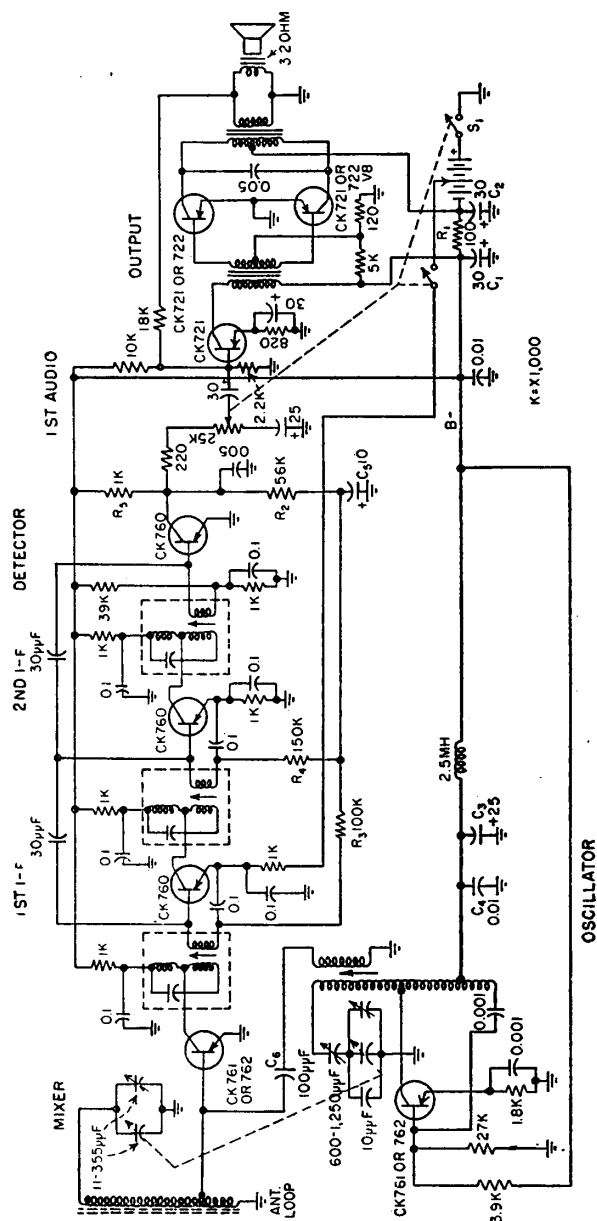 OUTPUT
1ST AUDIO
DETECTOR
2ND I-F
1ST I-F
MIXER
OSCILLATOR
ANT. LOOP
11-355µµF
CK761 OR 762
0.1
1K
30µµF
CK760
0.1
0.1
1K
0.1
1K
R3 100K
30µµF
CK760
0.1
0.1
1K
R4 150K
0.1
1K
39K
0.1
1K
CK760
R5
1K
220
.005
R2
56K
+ C5 10
25K
+25
30
2.2K
10K
18K
CK721
30 +
820
CK721 OR 722
0.05
CK721 OR 722 V8
5K
120
3.2 OHM
S1
+
30 + C2
R1 100
30 + C1
0.01
B-
K=X1,000
2.5MH
C3 +25
C4 0.01
C6
100µµF
600-1,250µµF
10µµF
CK761 OR 762
0.001
0.001
1.8K
27K
3.9K